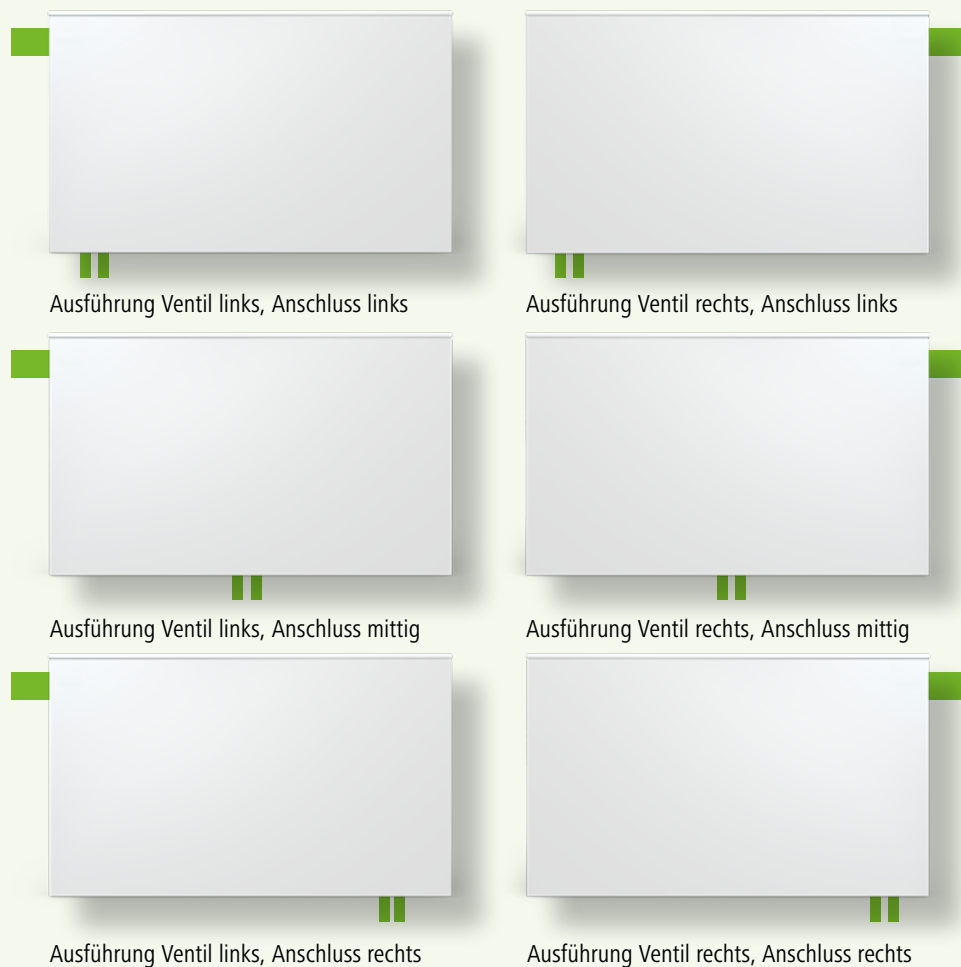 Ausführung Ventil links, Anschluss links
Ausführung Ventil rechts, Anschluss links
Ausführung Ventil links, Anschluss mittig
Ausführung Ventil rechts, Anschluss mittig
Ausführung Ventil links, Anschluss rechts
Ausführung Ventil rechts, Anschluss rechts